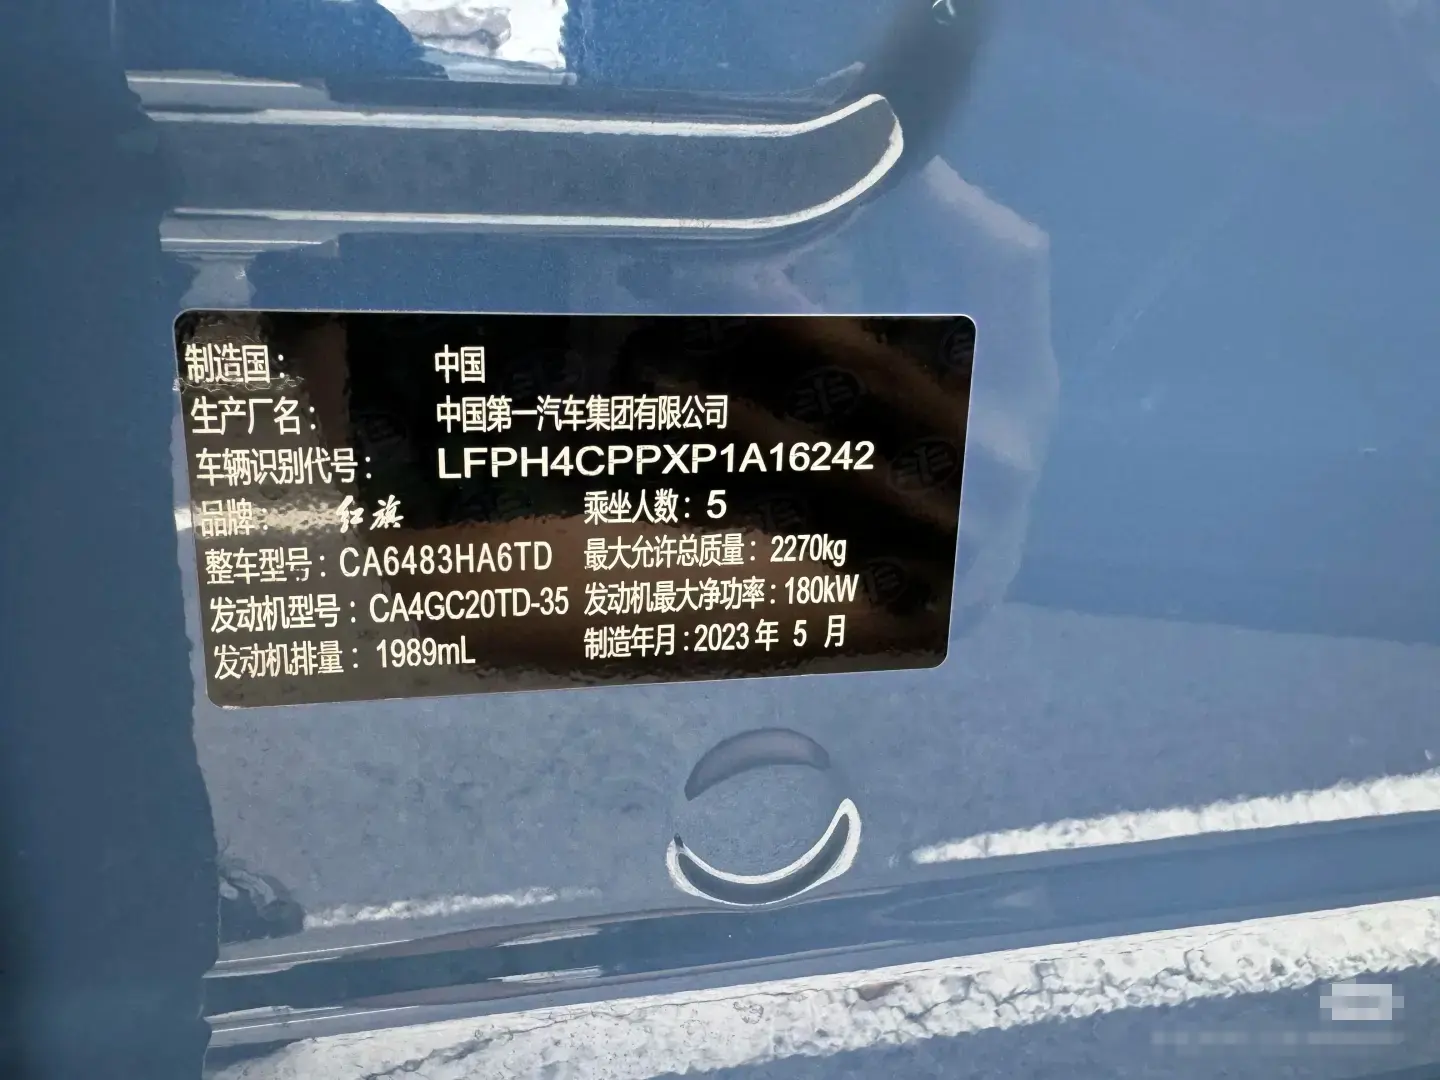 制造国： 中国
生产厂名： 中国第一汽车集团有限公司
车辆识别代号： LFPH4CPPXP1A16242
品牌： 红旗 乘坐人数：5
整车型号：CA6483HA6TD 最大允许总质量：2270kg
发动机型号：CA4GC20TD-35 发动机最大净功率：180kW
发动机排量：1989mL 制造年月：2023年 5 月